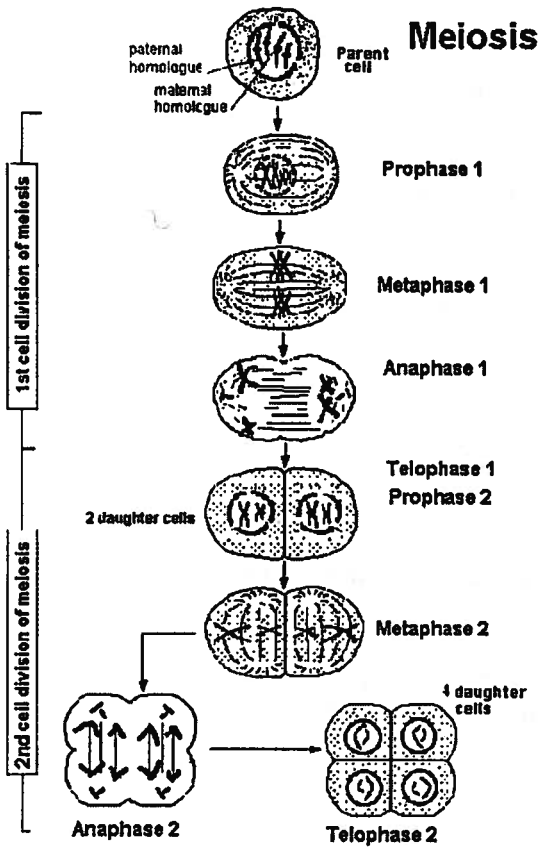 Meiosis
paternal
homologue
maternal
homologue
Parent
cell
1st cell division of meiosis
Prophase 1
Metaphase 1
Anaphase 1
Telophase 1
Prophase 2
2 daughter cells
2nd cell division of meiosis
Metaphase 2
4 daughter
cells
Anaphase 2
Telophase 2